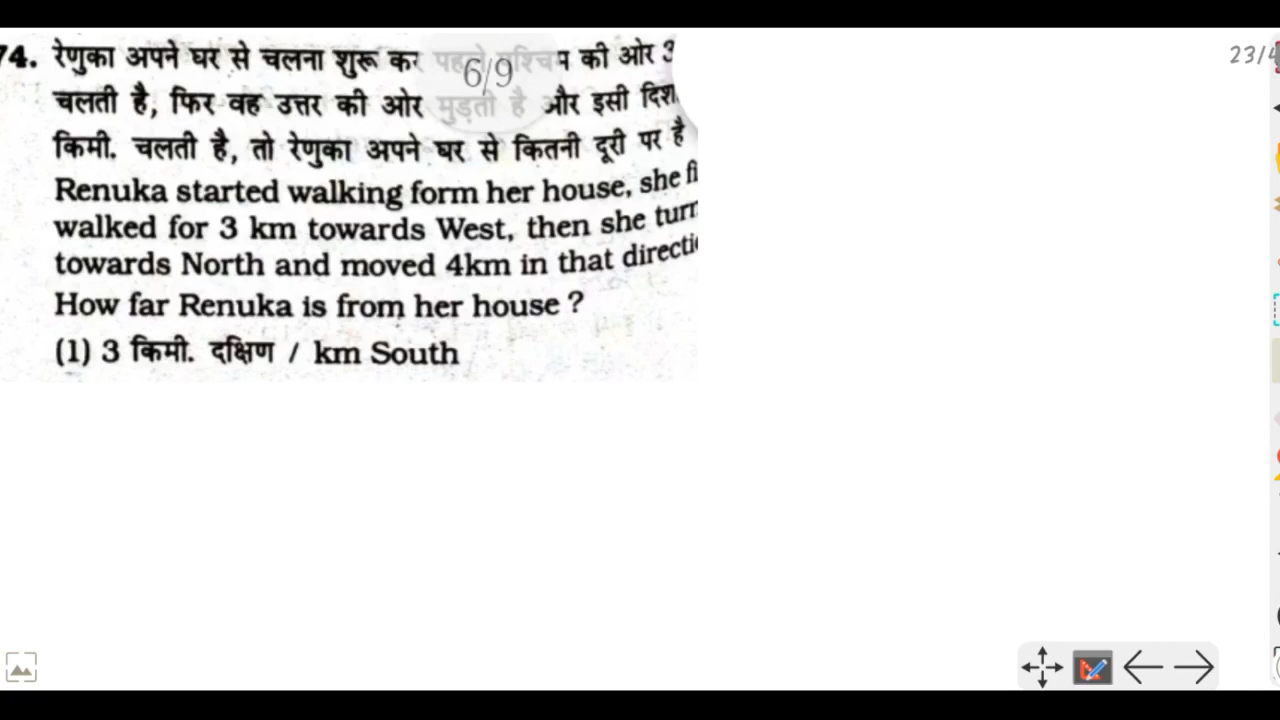 74. रेणुका अपने घर से चलना शुरू कर पहले पश्चिम की ओर 3
चलती है, फिर वह उत्तर की ओर मुड़ती है और इसी दिशा
किमी. चलती है, तो रेणुका अपने घर से कितनी दूरी पर है
Renuka started walking form her house, she fi
walked for 3 km towards West, then she turn
towards North and moved 4km in that directi
How far Renuka is from her house ?
(1) 3 किमी. दक्षिण / km South
6/9
23/4